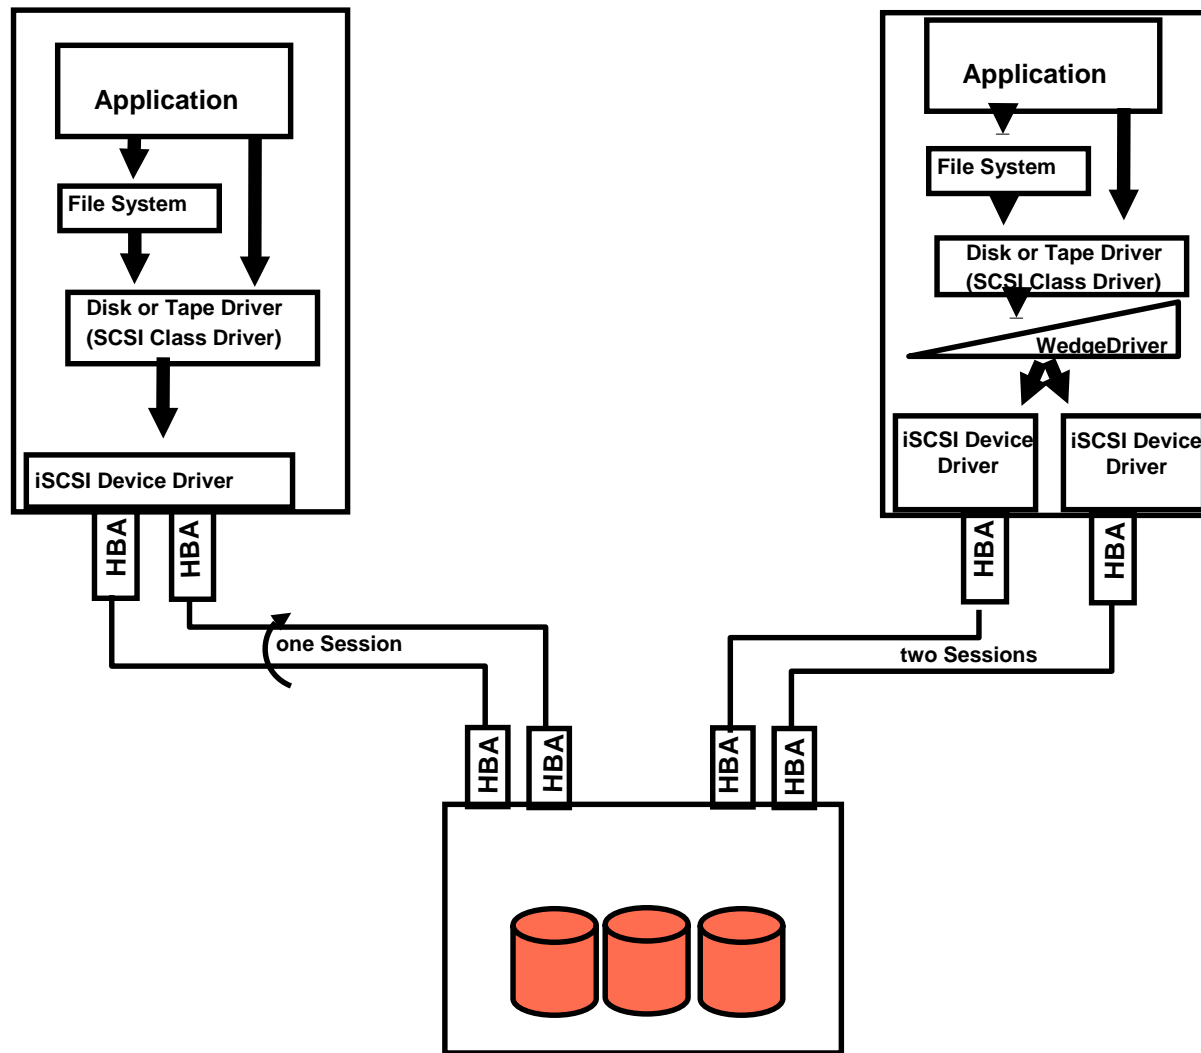 Application
File System
Disk or Tape Driver
(SCSI Class Driver)
iSCSI Device Driver
HBA
HBA
one Session
Application
File System
Disk or Tape Driver
(SCSI Class Driver)
WedgeDriver
iSCSI Device
Driver
iSCSI Device
Driver
HBA
HBA
two Sessions
HBA
HBA
HBA
HBA